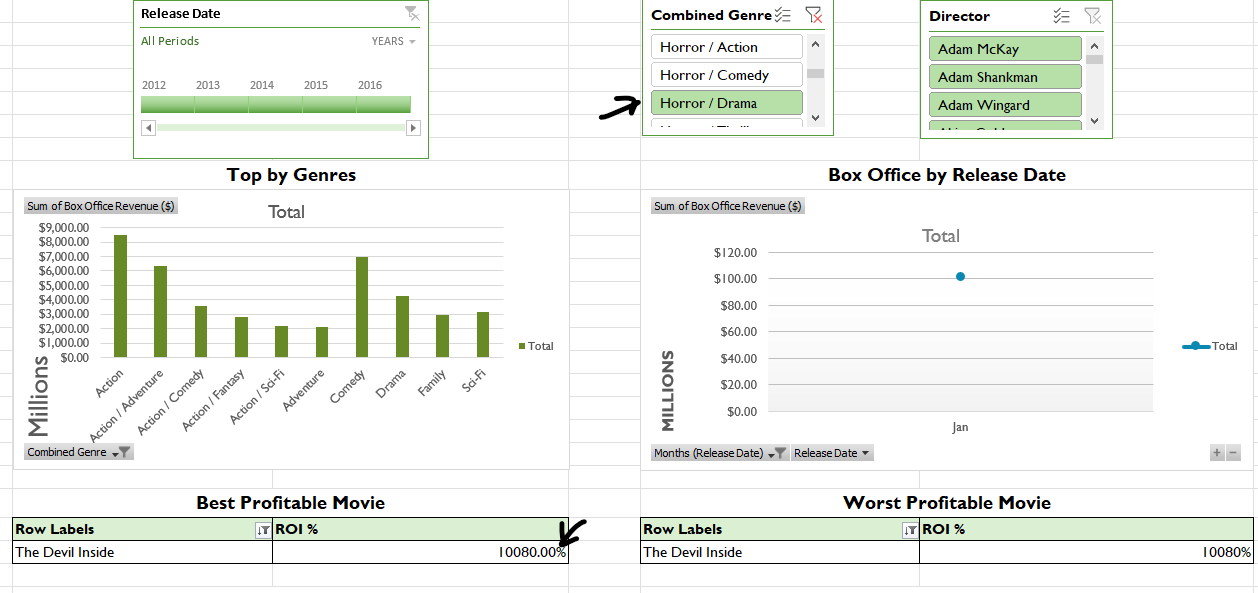 Release Date
All Periods
YEARS
2012 2013 2014 2015 2016
Combined Genre
Horror / Action
Horror / Comedy
Horror / Drama
Director
Adam McKay
Adam Shankman
Adam Wingard
Top by Genres
Sum of Box Office Revenue ($)
Total
$9,000.00
$8,000.00
$7,000.00
$6,000.00
$5,000.00
$4,000.00
$3,000.00
$2,000.00
$1,000.00
$0.00
Millions
Action
Action / Adventure
Action / Comedy
Action / Fantasy
Action / Sci-Fi
Adventure
Comedy
Drama
Family
Sci-Fi
Total
Combined Genre
Box Office by Release Date
Sum of Box Office Revenue ($)
Total
$120.00
$100.00
$80.00
$60.00
$40.00
$20.00
$0.00
MILLIONS
Jan
Total
Months (Release Date)
Release Date
+ −
Best Profitable Movie
Row Labels ROI %
The Devil Inside 10080.00%
Worst Profitable Movie
Row Labels ROI %
The Devil Inside 10080%